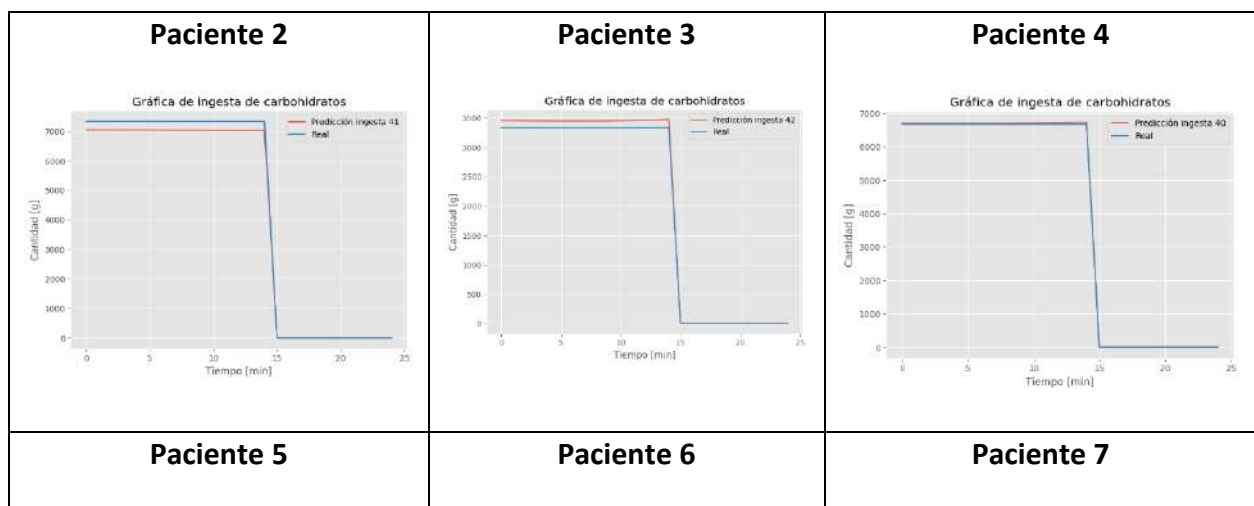 Paciente 2
Gráfica de ingesta de carbohidratos
Predicción ingesta 41
Real
7000
6000
5000
4000
3000
2000
1000
0
Cantidad [g]
0 5 10 15 20 25
Tiempo [min]
Paciente 3
Gráfica de ingesta de carbohidratos
Predicción ingesta 42
Real
3500
3000
2500
2000
1500
1000
500
0
Cantidad [g]
0 5 10 15 20 25
Tiempo [min]
Paciente 4
Gráfica de ingesta de carbohidratos
Predicción ingesta 40
Real
7000
6000
5000
4000
3000
2000
1000
0
Cantidad [g]
0 5 10 15 20 25
Tiempo [min]
Paciente 5
Paciente 6
Paciente 7